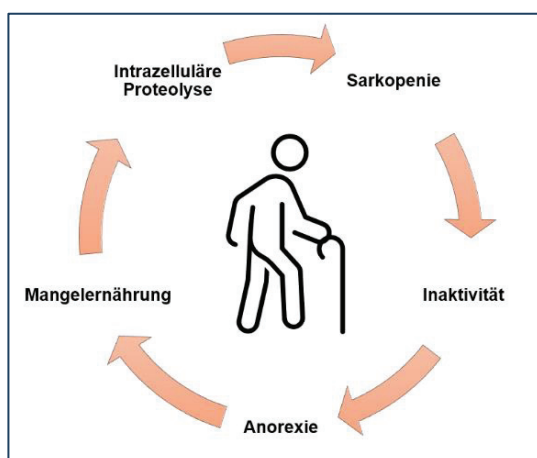 Intrazelluläre
Proteolyse
Sarkopenie
Inaktivität
Anorexie
Mangelernährung